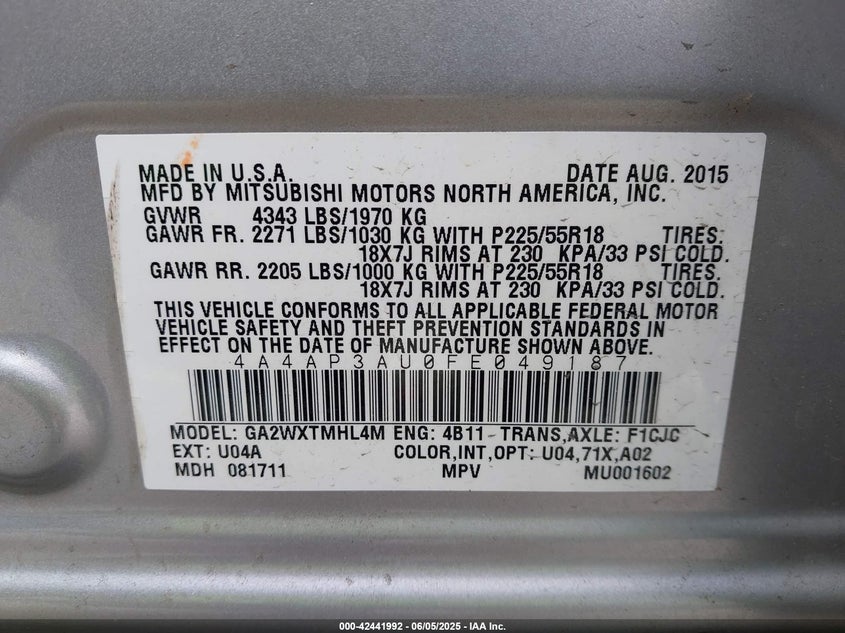 MADE IN U.S.A. DATE AUG. 2015
MFD BY MITSUBISHI MOTORS NORTH AMERICA, INC.
GVWR 4343 LBS/1970 KG
GAWR FR. 2271 LBS/1030 KG WITH P225/55R18 TIRES.
18X7J RIMS AT 230 KPA/33 PSI COLD.
GAWR RR. 2205 LBS/1000 KG WITH P225/55R18 TIRES.
18X7J RIMS AT 230 KPA/33 PSI COLD.
THIS VEHICLE CONFORMS TO ALL APPLICABLE FEDERAL MOTOR
VEHICLE SAFETY AND THEFT PREVENTION STANDARDS IN
EFFECT ON THE DATE OF MANUFACTURE SHOWN ABOVE.
4A4AP3AU0FE049187
MODEL: GA2WXTMHL4M ENG: 4B11 TRANS,AXLE: F1CJC
EXT: U04A COLOR,INT,OPT: U04,71X,A02
MDH 081711 MPV MU001602
000-42441992 - 06/05/2025 - IAA Inc.